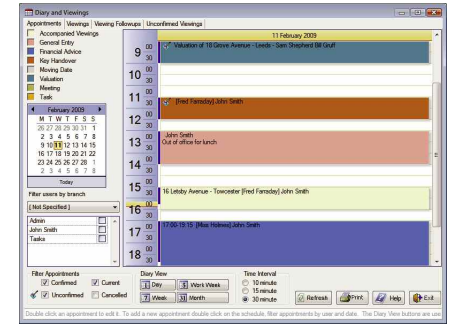 Diary and Viewings
Appointments Viewings Viewing Followups Unconfirmed Viewings
Accompanied Viewings
General Entry
Financial Advice
Key Handover
Moving Date
Valuation
Meeting
Task
February 2009
M T W T F S S
26 27 28 29 30 31 1
2 3 4 5 6 7 8
9 10 11 12 13 14 15
16 17 18 19 20 21 22
23 24 25 26 27 28 1
2 3 4 5 6 7 8
Today
Filter users by branch
[ Not Specified ]
Admin
John Smith
Tasks
11 February 2009
9 00
30
Valuation of 18 Grove Avenue - Leeds - Sam Shepherd Bill Gruff
10 00
30
11 00
30
[Fred Farraday] John Smith
12 00
30
13 00
30
John Smith
Out of office for lunch
14 00
30
15 00
30
16 Letsby Avenue - Towcester [Fred Farraday] John Smith
16 00
30
17 00
30
17:00-19:15 [Miss Holmes] John Smith
18 00
30
Filter Appointments
Confirmed Current
Unconfirmed Cancelled
Diary View
1 Day 5 Work Week
7 Week 31 Month
Time Interval
10 minute
15 minute
30 minute
Refresh Print Help Exit
Double click an appointment to edit it. To add a new appointment double click on the schedule, filter appointments by user and date. The Diary View buttons are use